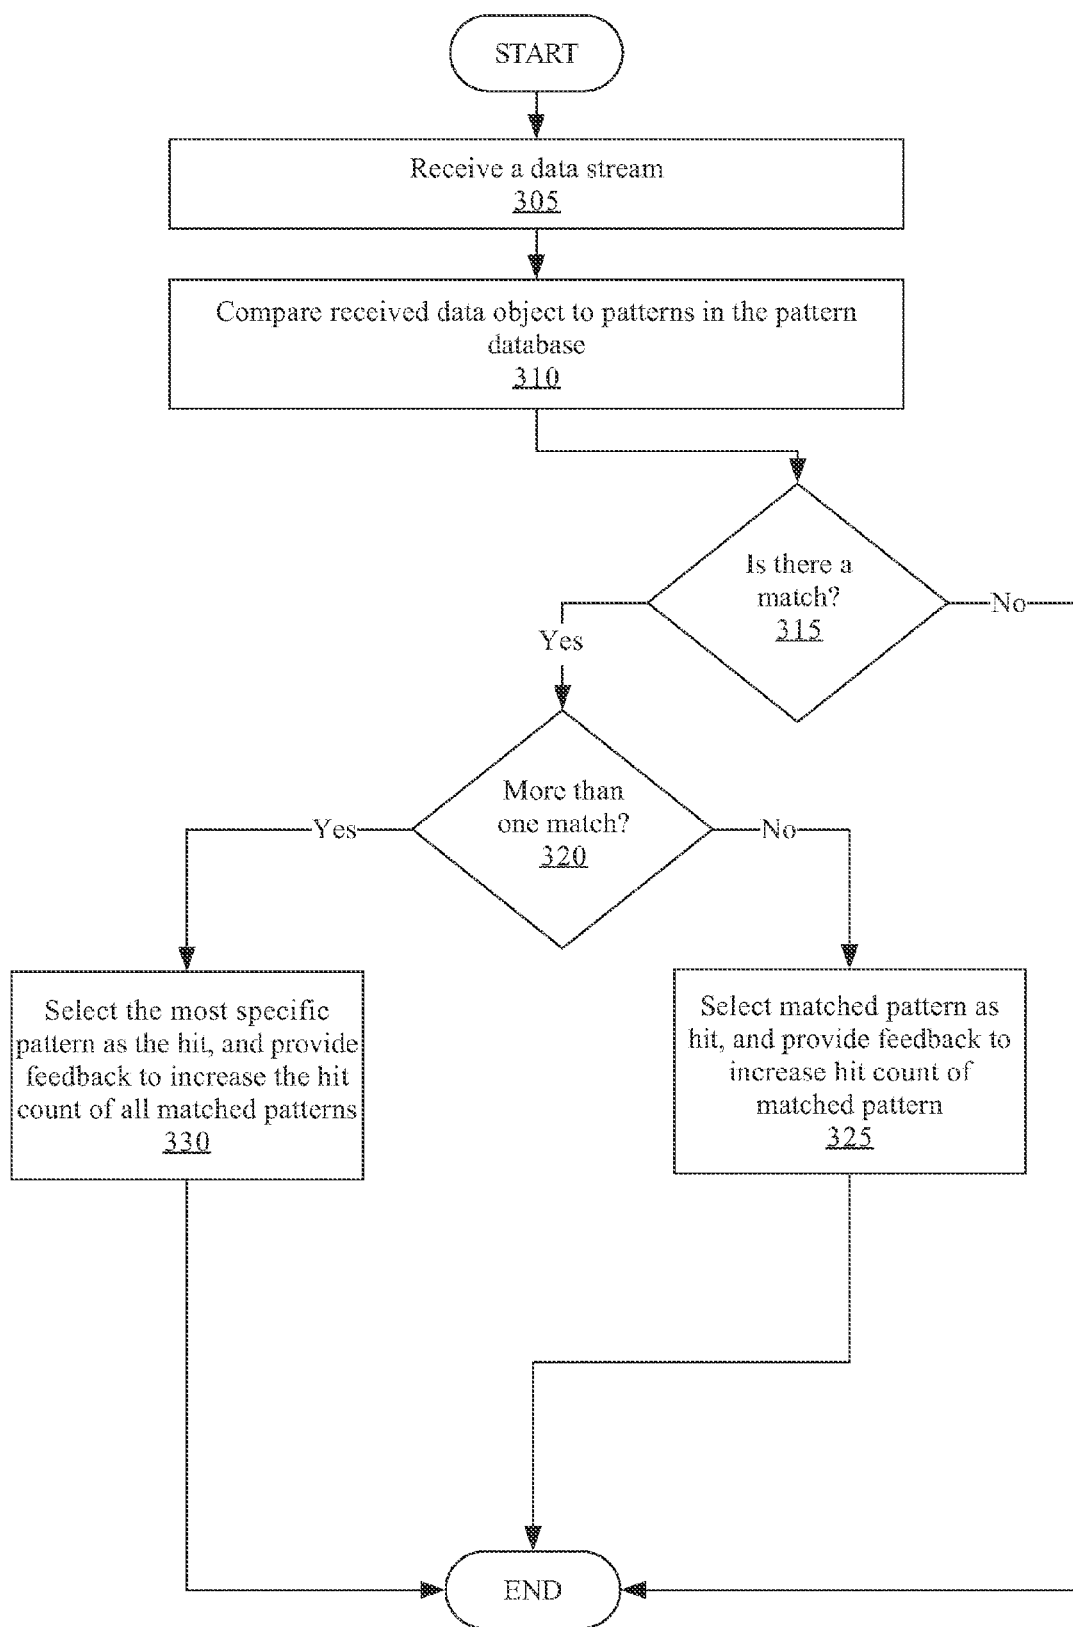 START
Receive a data stream
305
Compare received data object to patterns in the pattern
database
310
Is there a
match?
315
No
Yes
More than
one match?
320
Yes
No
Select the most specific
pattern as the hit, and provide
feedback to increase the hit
count of all matched patterns
330
Select matched pattern as
hit, and provide feedback to
increase hit count of
matched pattern
325
END